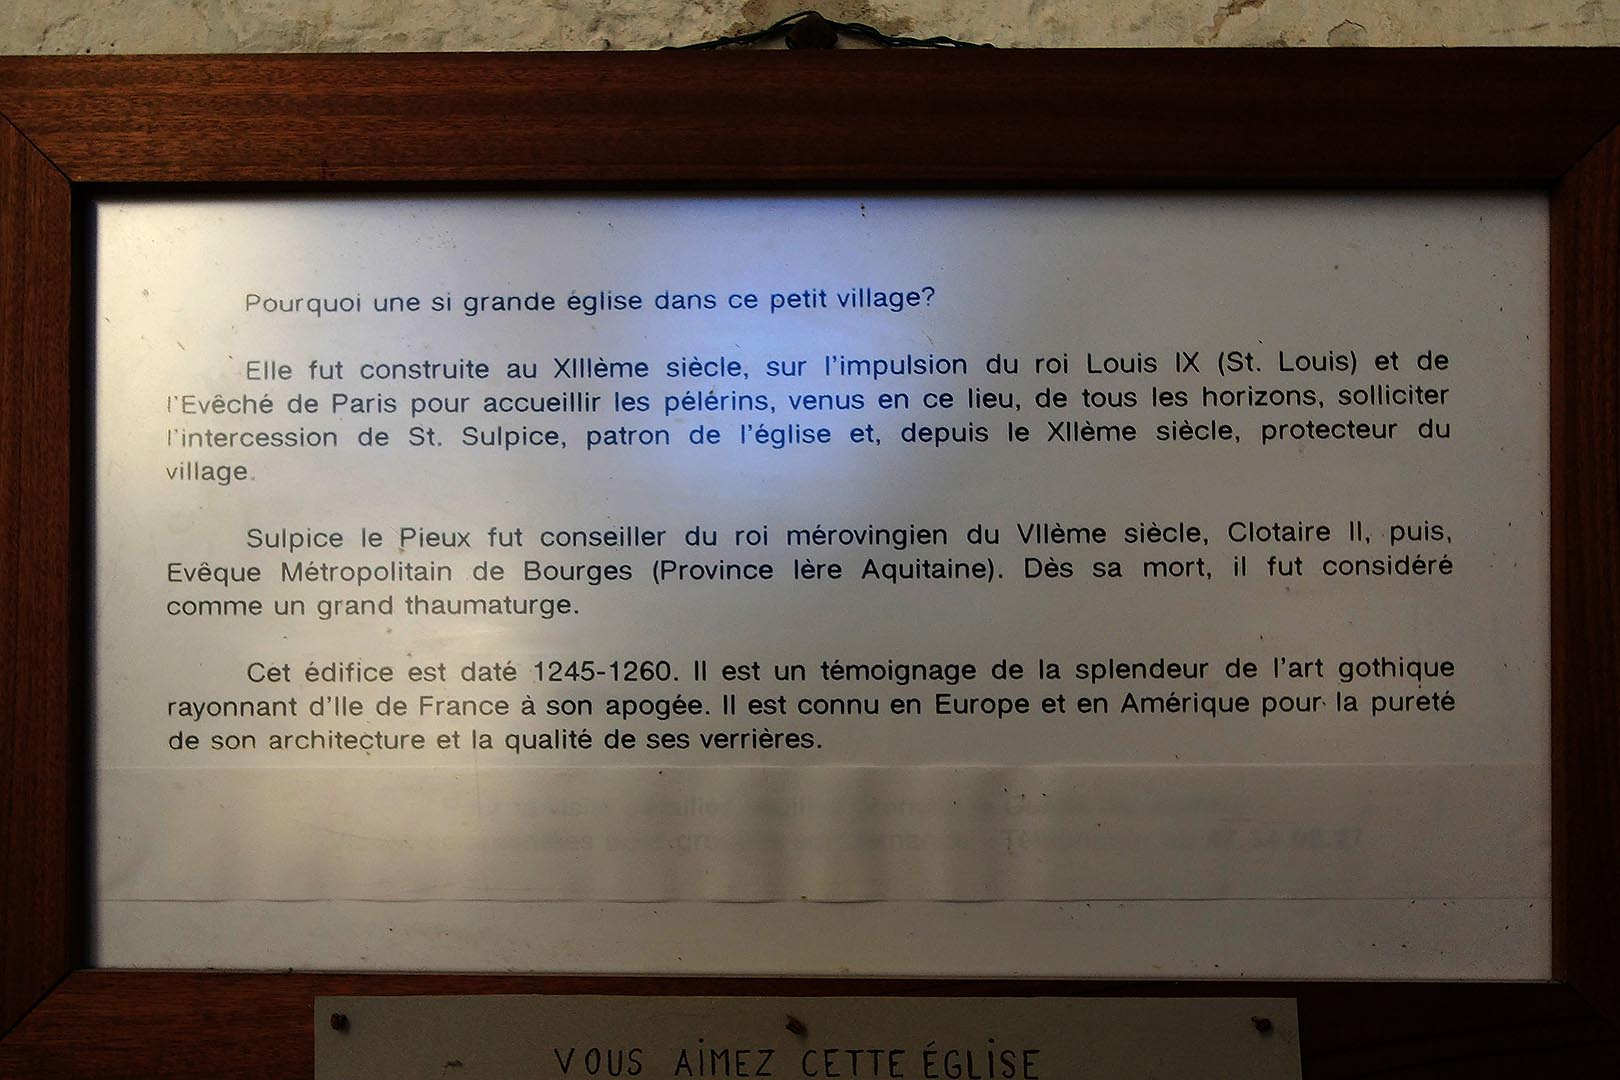 Pourquoi une si grande église dans ce petit village?
Elle fut construite au XIIIème siècle, sur l'impulsion du roi Louis IX (St. Louis) et de
l'Evêché de Paris pour accueillir les pélérins, venus en ce lieu, de tous les horizons, solliciter
l'intercession de St. Sulpice, patron de l'église et, depuis le XIIème siècle, protecteur du
village.
Sulpice le Pieux fut conseiller du roi mérovingien du VIIème siècle, Clotaire II, puis,
Evêque Métropolitain de Bourges (Province Ière Aquitaine). Dès sa mort, il fut considéré
comme un grand thaumaturge.
Cet édifice est daté 1245-1260. Il est un témoignage de la splendeur de l'art gothique
rayonnant d'Ile de France à son apogée. Il est connu en Europe et en Amérique pour la pureté
de son architecture et la qualité de ses verrières.
VOUS AiMEZ CETTE ÉGLiSE